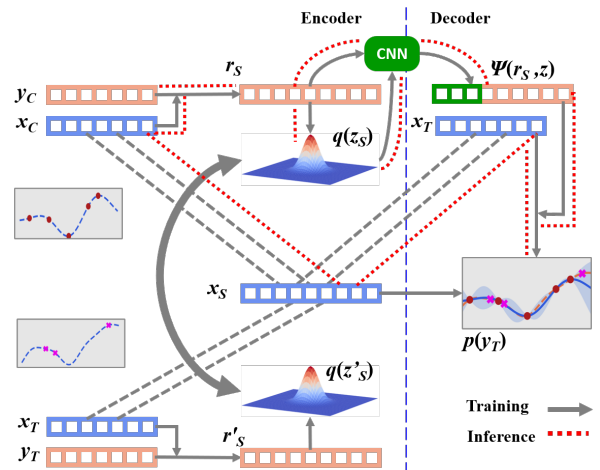 Encoder
Decoder
CNN
y_C
r_S
Ψ(r_S ,z)
x_C
x_T
q(z_S)
x_S
p(y_T)
q(z'_S)
x_T
y_T
r'_S
Training
Inference